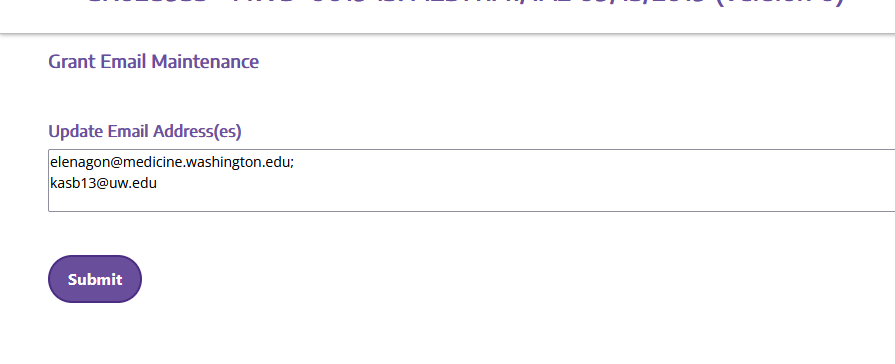 Grant Email Maintenance
Update Email Address(es)
elenagon@medicine.washington.edu;
kasb13@uw.edu
Submit